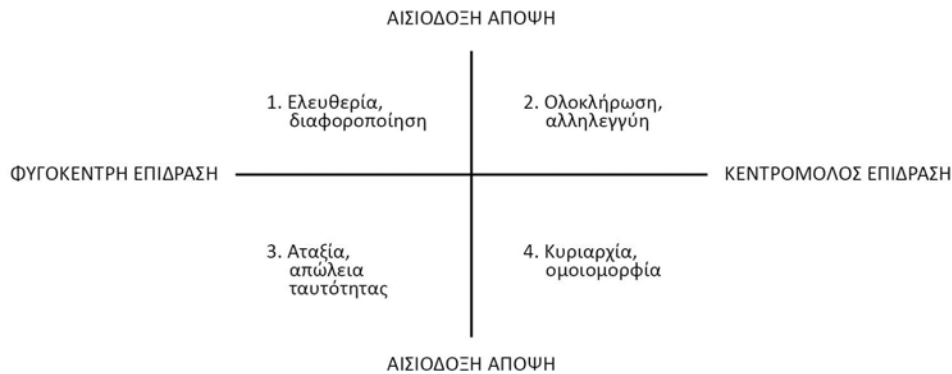 ΑΙΣΙΟΔΟΞΗ ΑΠΟΨΗ
1. Ελευθερία,
διαφοροποίηση
2. Ολοκλήρωση,
αλληλεγγύη
ΦΥΓΟΚΕΝΤΡΗ ΕΠΙΔΡΑΣΗ
ΚΕΝΤΡΟΜΟΛΟΣ ΕΠΙΔΡΑΣΗ
3. Αταξία,
απώλεια
ταυτότητας
4. Κυριαρχία,
ομοιομορφία
ΑΙΣΙΟΔΟΞΗ ΑΠΟΨΗ